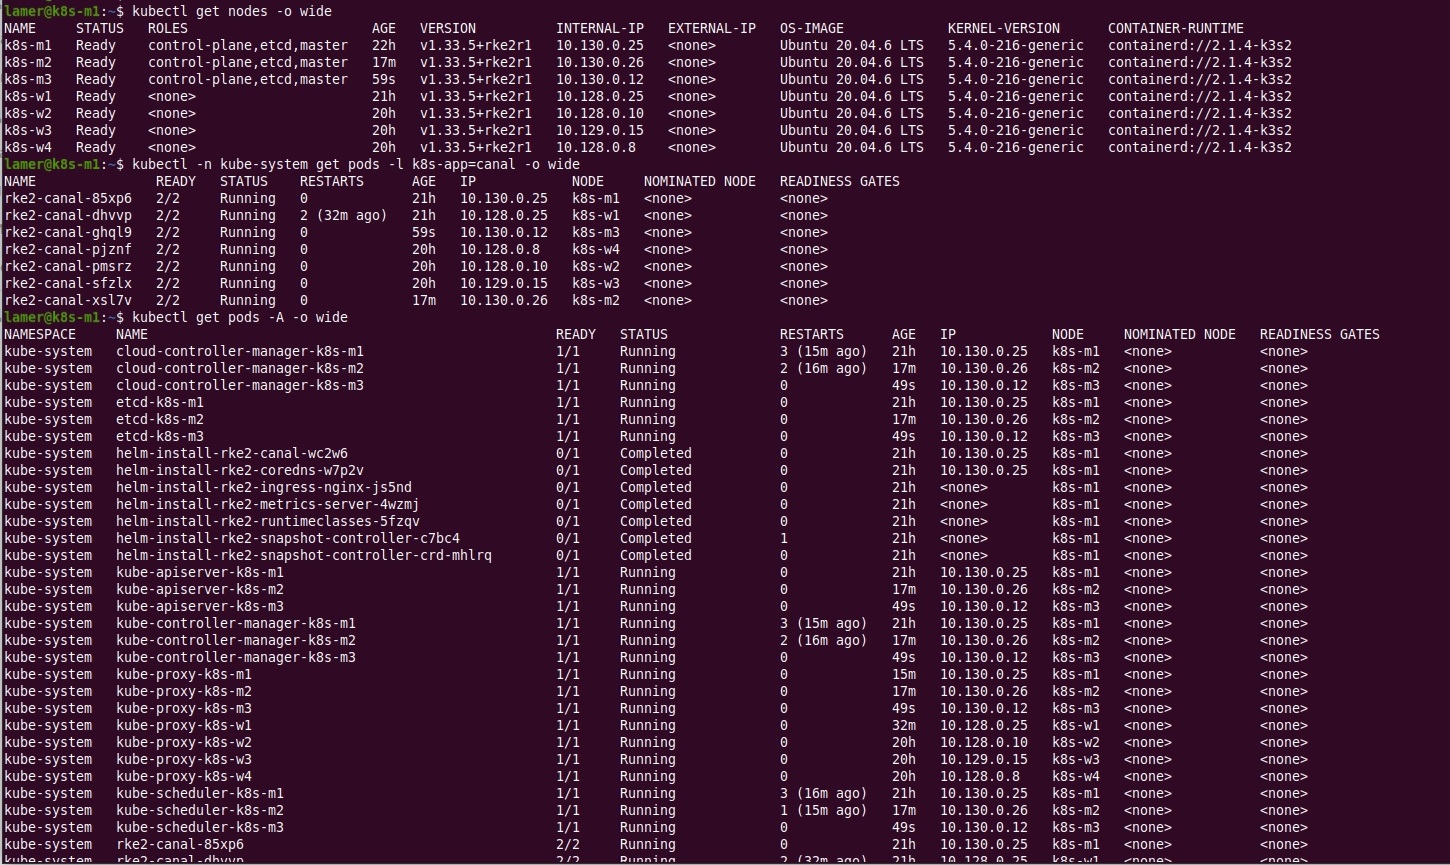 lamer@k8s-m1:~$ kubectl get nodes -o wide
NAME     STATUS   ROLES                       AGE   VERSION          INTERNAL-IP   EXTERNAL-IP   OS-IMAGE             KERNEL-VERSION      CONTAINER-RUNTIME
k8s-m1   Ready    control-plane,etcd,master   22h   v1.33.5+rke2r1   10.130.0.25   <none>        Ubuntu 20.04.6 LTS   5.4.0-216-generic   containerd://2.1.4-k3s2
k8s-m2   Ready    control-plane,etcd,master   17m   v1.33.5+rke2r1   10.130.0.26   <none>        Ubuntu 20.04.6 LTS   5.4.0-216-generic   containerd://2.1.4-k3s2
k8s-m3   Ready    control-plane,etcd,master   59s   v1.33.5+rke2r1   10.130.0.12   <none>        Ubuntu 20.04.6 LTS   5.4.0-216-generic   containerd://2.1.4-k3s2
k8s-w1   Ready    <none>                      21h   v1.33.5+rke2r1   10.128.0.25   <none>        Ubuntu 20.04.6 LTS   5.4.0-216-generic   containerd://2.1.4-k3s2
k8s-w2   Ready    <none>                      20h   v1.33.5+rke2r1   10.128.0.10   <none>        Ubuntu 20.04.6 LTS   5.4.0-216-generic   containerd://2.1.4-k3s2
k8s-w3   Ready    <none>                      20h   v1.33.5+rke2r1   10.129.0.15   <none>        Ubuntu 20.04.6 LTS   5.4.0-216-generic   containerd://2.1.4-k3s2
k8s-w4   Ready    <none>                      20h   v1.33.5+rke2r1   10.128.0.8    <none>        Ubuntu 20.04.6 LTS   5.4.0-216-generic   containerd://2.1.4-k3s2
lamer@k8s-m1:~$ kubectl -n kube-system get pods -l k8s-app=canal -o wide
NAME               READY   STATUS    RESTARTS      AGE   IP            NODE     NOMINATED NODE   READINESS GATES
rke2-canal-85xp6   2/2     Running   0             21h   10.130.0.25   k8s-m1   <none>           <none>
rke2-canal-dhvvp   2/2     Running   2 (32m ago)   21h   10.128.0.25   k8s-w1   <none>           <none>
rke2-canal-ghql9   2/2     Running   0             59s   10.130.0.12   k8s-m3   <none>           <none>
rke2-canal-pjznf   2/2     Running   0             20h   10.128.0.8    k8s-w4   <none>           <none>
rke2-canal-pmsrz   2/2     Running   0             20h   10.128.0.10   k8s-w2   <none>           <none>
rke2-canal-sfzlx   2/2     Running   0             20h   10.129.0.15   k8s-w3   <none>           <none>
rke2-canal-xsl7v   2/2     Running   0             17m   10.130.0.26   k8s-m2   <none>           <none>
lamer@k8s-m1:~$ kubectl get pods -A -o wide
NAMESPACE     NAME                                                   READY   STATUS              RESTARTS      AGE   IP            NODE     NOMINATED NODE   READINESS GATES
kube-system   cloud-controller-manager-k8s-m1                        1/1     Running             3 (15m ago)   21h   10.130.0.25   k8s-m1   <none>           <none>
kube-system   cloud-controller-manager-k8s-m2                        1/1     Running             2 (16m ago)   17m   10.130.0.26   k8s-m2   <none>           <none>
kube-system   cloud-controller-manager-k8s-m3                        1/1     Running             0             49s   10.130.0.12   k8s-m3   <none>           <none>
kube-system   etcd-k8s-m1                                            1/1     Running             0             21h   10.130.0.25   k8s-m1   <none>           <none>
kube-system   etcd-k8s-m2                                            1/1     Running             0             17m   10.130.0.26   k8s-m2   <none>           <none>
kube-system   etcd-k8s-m3                                            1/1     Running             0             49s   10.130.0.12   k8s-m3   <none>           <none>
kube-system   helm-install-rke2-canal-wc2w6                          0/1     Completed           0             21h   10.130.0.25   k8s-m1   <none>           <none>
kube-system   helm-install-rke2-coredns-w7p2v                        0/1     Completed           0             21h   10.130.0.25   k8s-m1   <none>           <none>
kube-system   helm-install-rke2-ingress-nginx-js5nd                  0/1     Completed           0             21h   <none>        k8s-m1   <none>           <none>
kube-system   helm-install-rke2-metrics-server-4wzmj                 0/1     Completed           0             21h   <none>        k8s-m1   <none>           <none>
kube-system   helm-install-rke2-runtimeclasses-5fzqv                 0/1     Completed           0             21h   <none>        k8s-m1   <none>           <none>
kube-system   helm-install-rke2-snapshot-controller-c7bc4            0/1     Completed           1             21h   <none>        k8s-m1   <none>           <none>
kube-system   helm-install-rke2-snapshot-controller-crd-mhlrq        0/1     Completed           0             21h   <none>        k8s-m1   <none>           <none>
kube-system   kube-apiserver-k8s-m1                                  1/1     Running             0             21h   10.130.0.25   k8s-m1   <none>           <none>
kube-system   kube-apiserver-k8s-m2                                  1/1     Running             0             17m   10.130.0.26   k8s-m2   <none>           <none>
kube-system   kube-apiserver-k8s-m3                                  1/1     Running             0             49s   10.130.0.12   k8s-m3   <none>           <none>
kube-system   kube-controller-manager-k8s-m1                         1/1     Running             3 (15m ago)   21h   10.130.0.25   k8s-m1   <none>           <none>
kube-system   kube-controller-manager-k8s-m2                         1/1     Running             2 (16m ago)   17m   10.130.0.26   k8s-m2   <none>           <none>
kube-system   kube-controller-manager-k8s-m3                         1/1     Running             0             49s   10.130.0.12   k8s-m3   <none>           <none>
kube-system   kube-proxy-k8s-m1                                      1/1     Running             0             15m   10.130.0.25   k8s-m1   <none>           <none>
kube-system   kube-proxy-k8s-m2                                      1/1     Running             0             17m   10.130.0.26   k8s-m2   <none>           <none>
kube-system   kube-proxy-k8s-m3                                      1/1     Running             0             49s   10.130.0.12   k8s-m3   <none>           <none>
kube-system   kube-proxy-k8s-w1                                      1/1     Running             0             32m   10.128.0.25   k8s-w1   <none>           <none>
kube-system   kube-proxy-k8s-w2                                      1/1     Running             0             20h   10.128.0.10   k8s-w2   <none>           <none>
kube-system   kube-proxy-k8s-w3                                      1/1     Running             0             20h   10.129.0.15   k8s-w3   <none>           <none>
kube-system   kube-proxy-k8s-w4                                      1/1     Running             0             20h   10.128.0.8    k8s-w4   <none>           <none>
kube-system   kube-scheduler-k8s-m1                                  1/1     Running             3 (16m ago)   21h   10.130.0.25   k8s-m1   <none>           <none>
kube-system   kube-scheduler-k8s-m2                                  1/1     Running             1 (15m ago)   17m   10.130.0.26   k8s-m2   <none>           <none>
kube-system   kube-scheduler-k8s-m3                                  1/1     Running             0             49s   10.130.0.12   k8s-m3   <none>           <none>
kube-system   rke2-canal-85xp6                                       2/2     Running             0             21h   10.130.0.25   k8s-m1   <none>           <none>
kube-system   rke2-canal-dhvvp                                       2/2     Running             2 (32m ago)   21h   10.128.0.25   k8s-w1   <none>           <none>